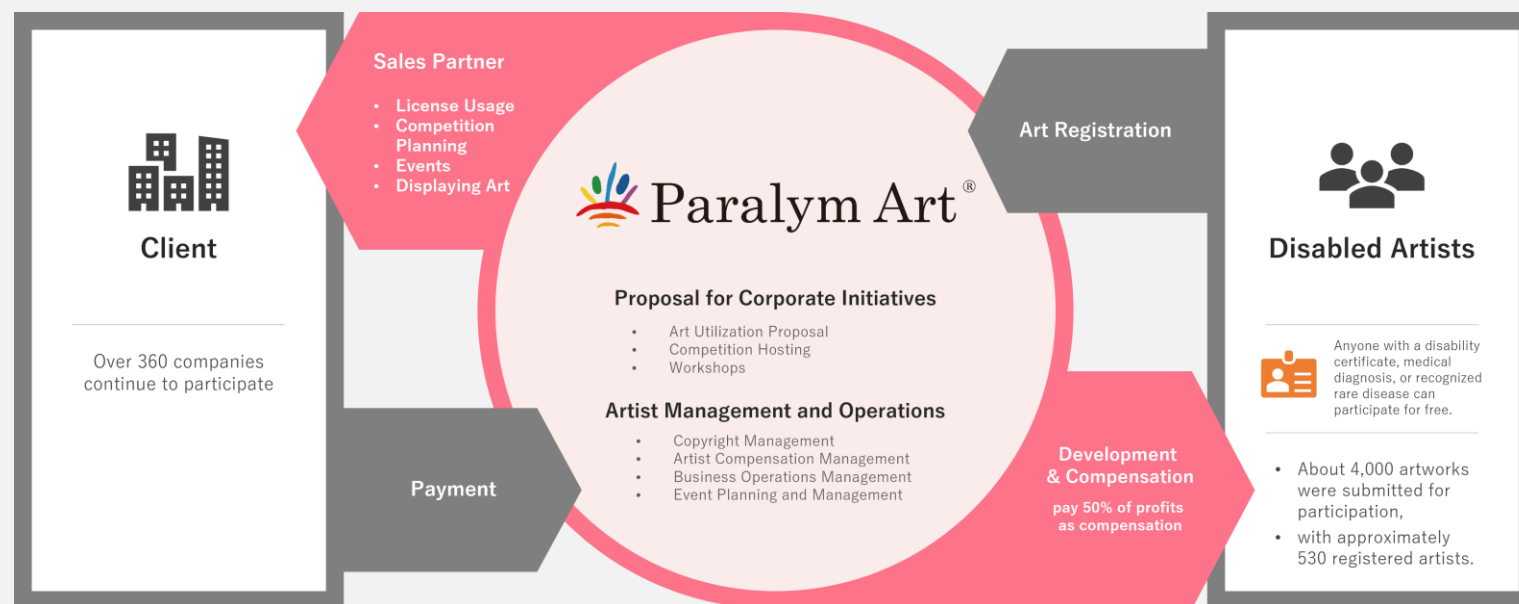 Sales Partner
• License Usage
• Competition
Planning
• Events
• Displaying Art
Client
Over 360 companies
continue to participate
Payment
Paralym Art®
Proposal for Corporate Initiatives
• Art Utilization Proposal
• Competition Hosting
• Workshops
Artist Management and Operations
• Copyright Management
• Artist Compensation Management
• Business Operations Management
• Event Planning and Management
Art Registration
Development
& Compensation
pay 50% of profits
as compensation
Disabled Artists
Anyone with a disability
certificate, medical
diagnosis, or recognized
rare disease can
participate for free.
• About 4,000 artworks
were submitted for
participation,
• with approximately
530 registered artists.